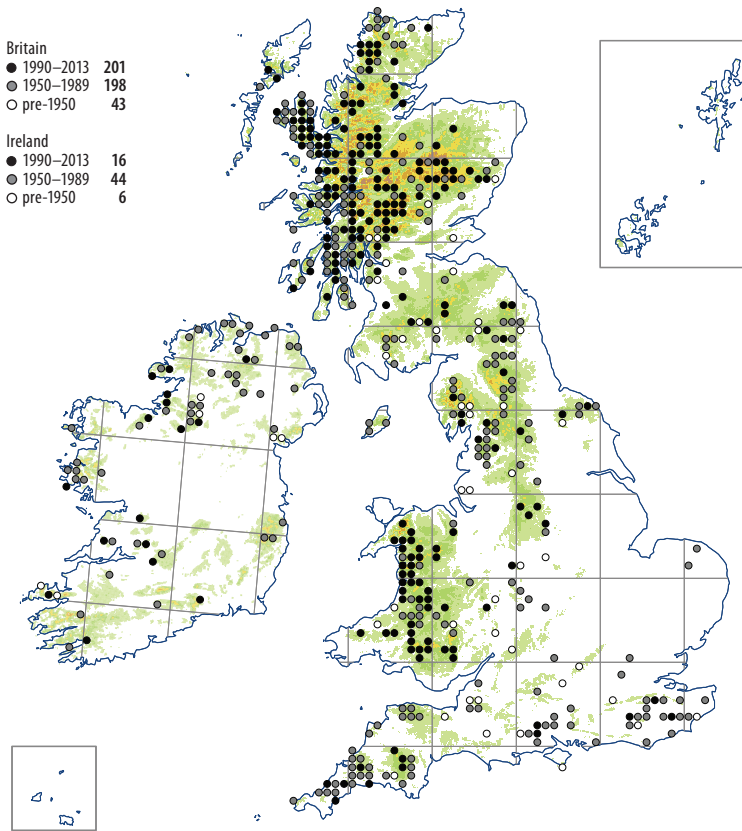 Britain
● 1990–2013 201
● 1950–1989 198
○ pre-1950 43
Ireland
● 1990–2013 16
● 1950–1989 44
○ pre-1950 6